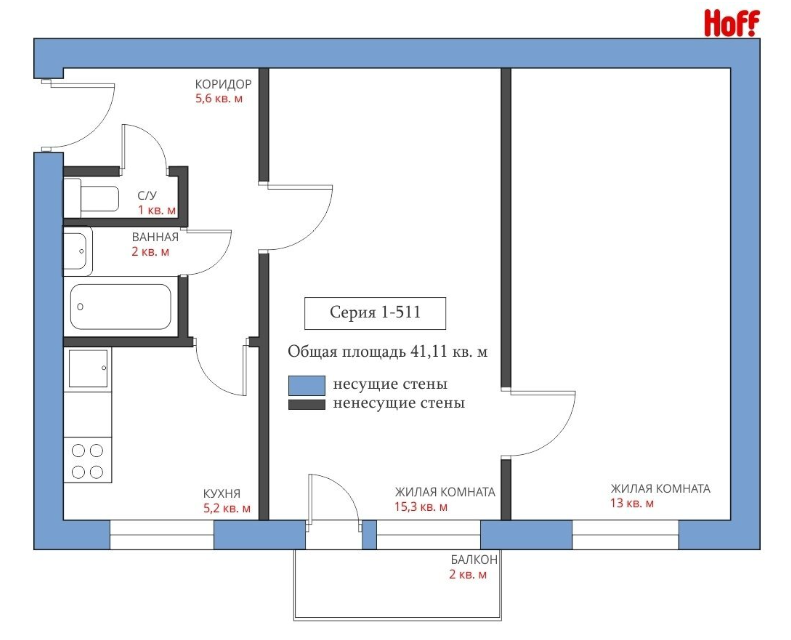 Hoff
КОРИДОР
5,6 кв. м
С/У
1 кв. м
ВАННАЯ
2 кв. м
Серия 1-511
Общая площадь 41,11 кв. м
несущие стены
ненесущие стены
КУХНЯ
5,2 кв. м
ЖИЛАЯ КОМНАТА
15,3 кв. м
ЖИЛАЯ КОМНАТА
13 кв. м
БАЛКОН
2 кв. м